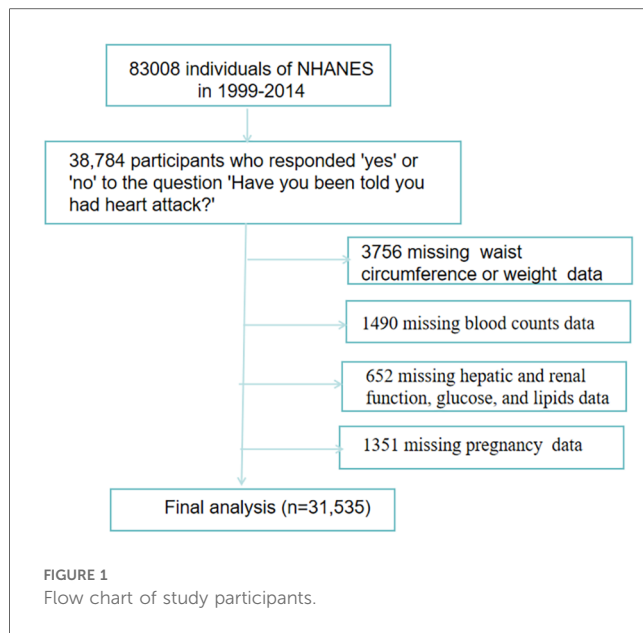 83008 individuals of NHANES
in 1999-2014
38,784 participants who responded 'yes' or
'no' to the question 'Have you been told you
had heart attack?'
3756 missing waist
circumference or weight data
1490 missing blood counts data
652 missing hepatic and renal
function, glucose, and lipids data
1351 missing pregnancy data
Final analysis (n=31,535)
FIGURE 1
Flow chart of study participants.